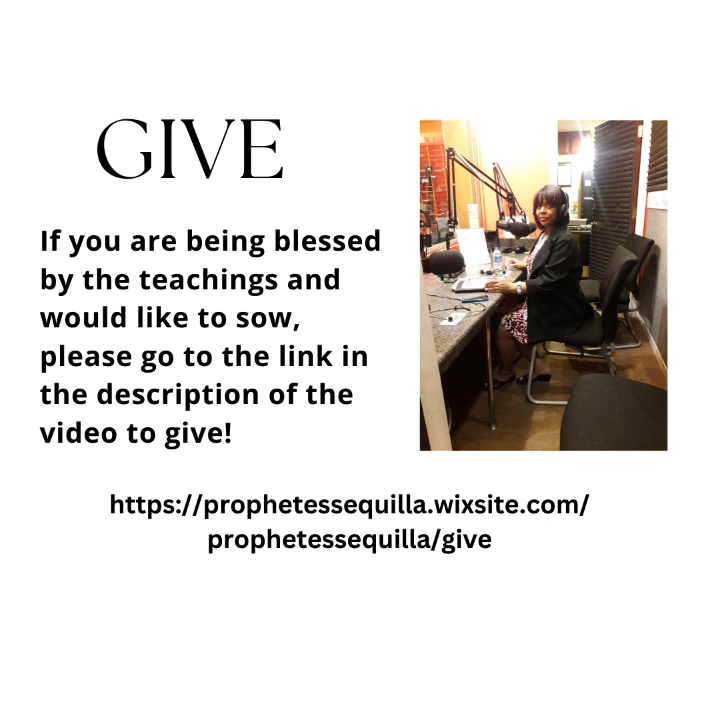 GIVE
If you are being blessed
by the teachings and
would like to sow,
please go to the link in
the description of the
video to give!
https://prophetessequilla.wixsite.com/
prophetessequilla/give